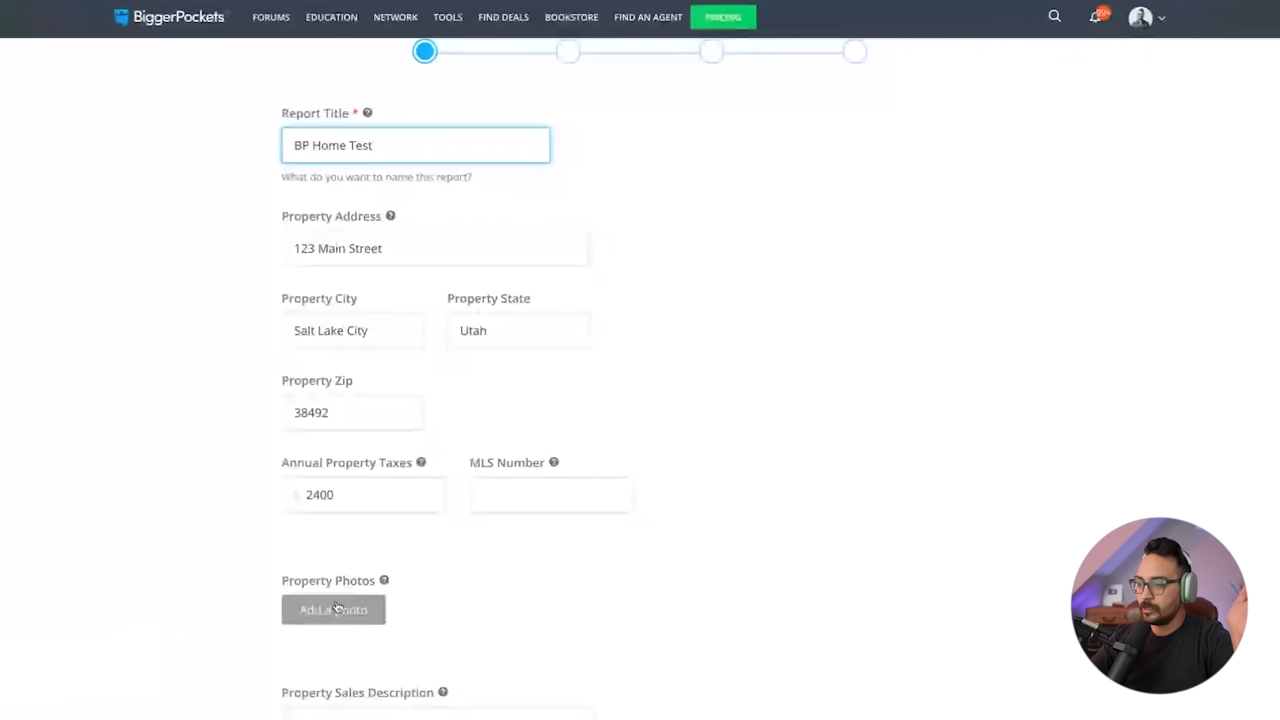 BiggerPockets FORUMS EDUCATION NETWORK TOOLS FIND DEALS BOOKSTORE FIND AN AGENT PRICING 99+
Report Title *
BP Home Test
What do you want to name this report?
Property Address
123 Main Street
Property City Property State
Salt Lake City Utah
Property Zip
38492
Annual Property Taxes MLS Number
2400
Property Photos
Add a Photo
Property Sales Description